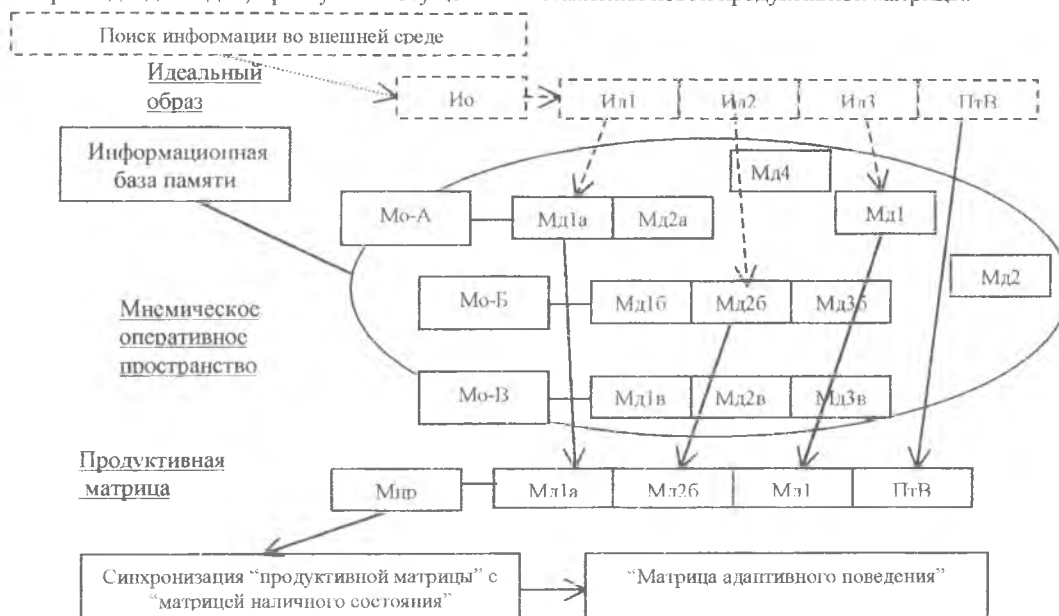 Поиск информации во внешней среде
Идеальный
образ
Ио
Ид1 Ид2 Ид3 ПтВ
Информационная
база памяти
Мд4
Мо-А
Мд1а Мд2а
Мд1
Мд2
Мо-Б
Мд1б Мд2б Мд3б
Мнемическое
оперативное
пространство
Мо-В
Мд1в Мд2в Мд3в
Продуктивная
матрица
Мпр
Мд1а Мд2б Мд1 ПтВ
Синхронизация “продуктивной матрицы” с
“матрицей наличного состояния”
“Матрица адаптивного поведения”